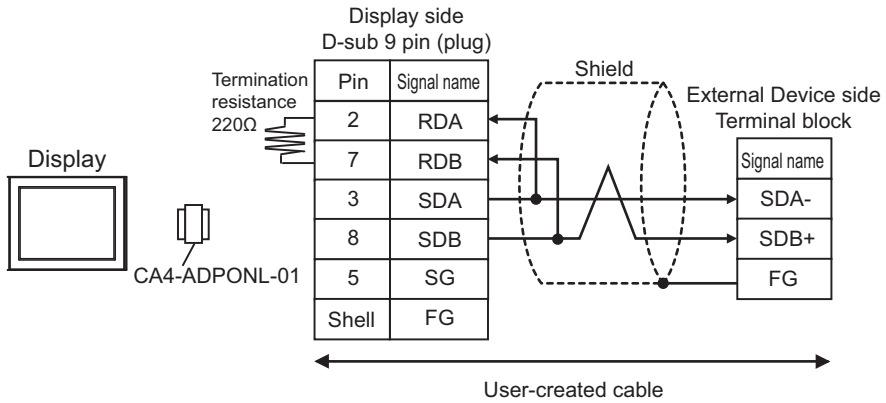 Display side
D-sub 9 pin (plug)
Termination
resistance
220Ω
Pin Signal name
2 RDA
7 RDB
3 SDA
8 SDB
5 SG
Shell FG
Shield
External Device side
Terminal block
Signal name
SDA-
SDB+
FG
Display
CA4-ADPONL-01
User-created cable